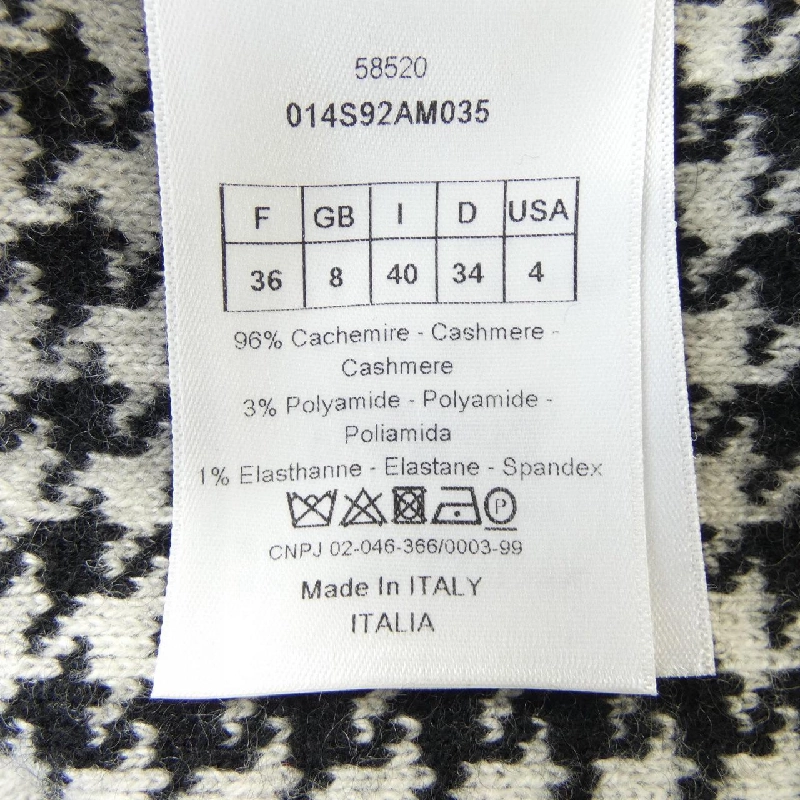 58520
014S92AM035
F GB I D USA
36 8 40 34 4
96% Cachemire - Cashmere -
Cashmere
3% Polyamide - Polyamide -
Poliamida
1% Elasthanne - Elastane - Spandex
P
CNPJ 02-046-366/0003-99
Made In ITALY
ITALIA